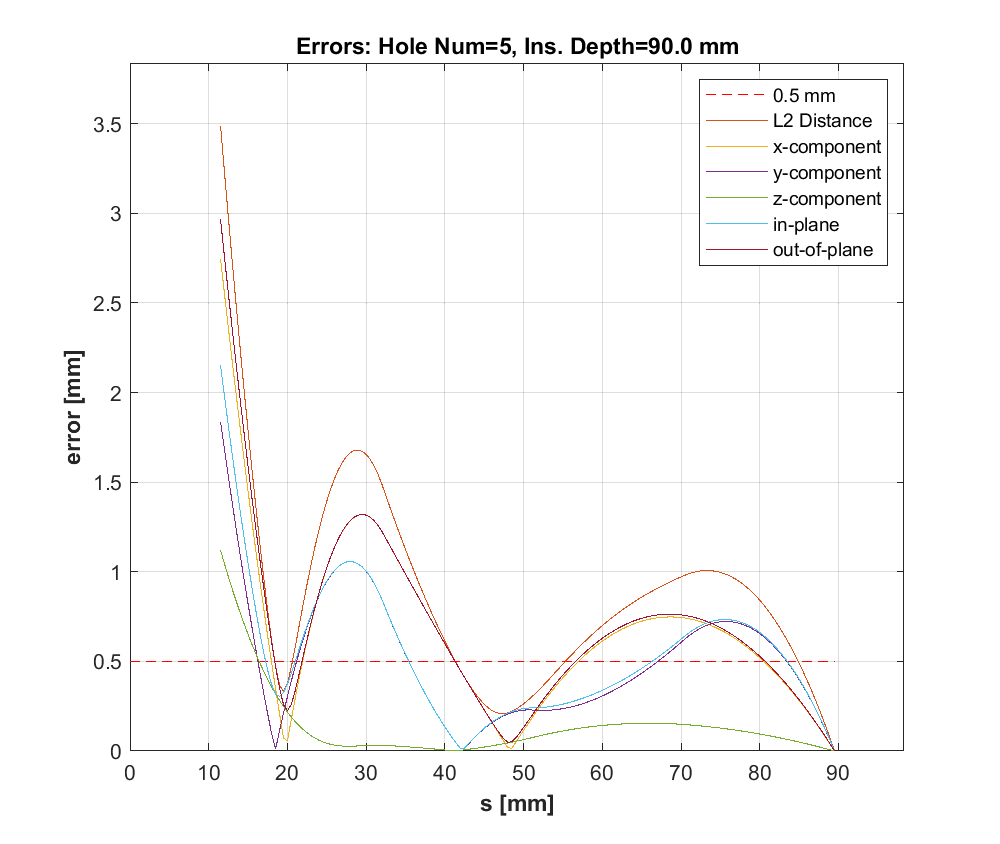 Errors: Hole Num=5, Ins. Depth=90.0 mm
0.5 mm
L2 Distance
x-component
y-component
z-component
in-plane
out-of-plane
error [mm]
3.5
3
2.5
2
1.5
1
0.5
0
0 10 20 30 40 50 60 70 80 90
s [mm]